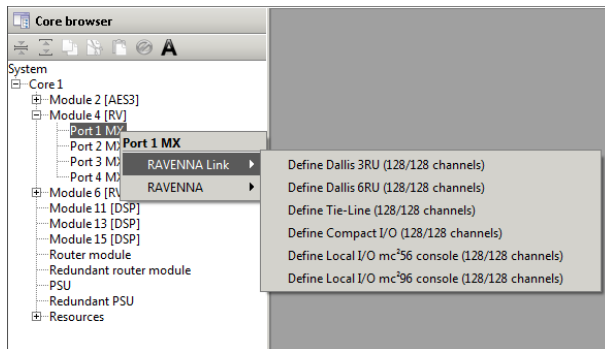 Core browser
A
System
Core 1
Module 2 [AES3]
Module 4 [RV]
Port 1 MX
Port 1 MX
Port 2 M
RAVENNA Link
Define Dallis 3RU (128/128 channels)
Port 3 M
RAVENNA
Define Dallis 6RU (128/128 channels)
Port 4 M
Define Tie-Line (128/128 channels)
Module 6 [RV
Define Compact I/O (128/128 channels)
Module 11 [DSP]
Define Local I/O mc²56 console (128/128 channels)
Module 13 [DSP]
Define Local I/O mc²96 console (128/128 channels)
Module 15 [DSP]
Router module
Redundant router module
PSU
Redundant PSU
Resources